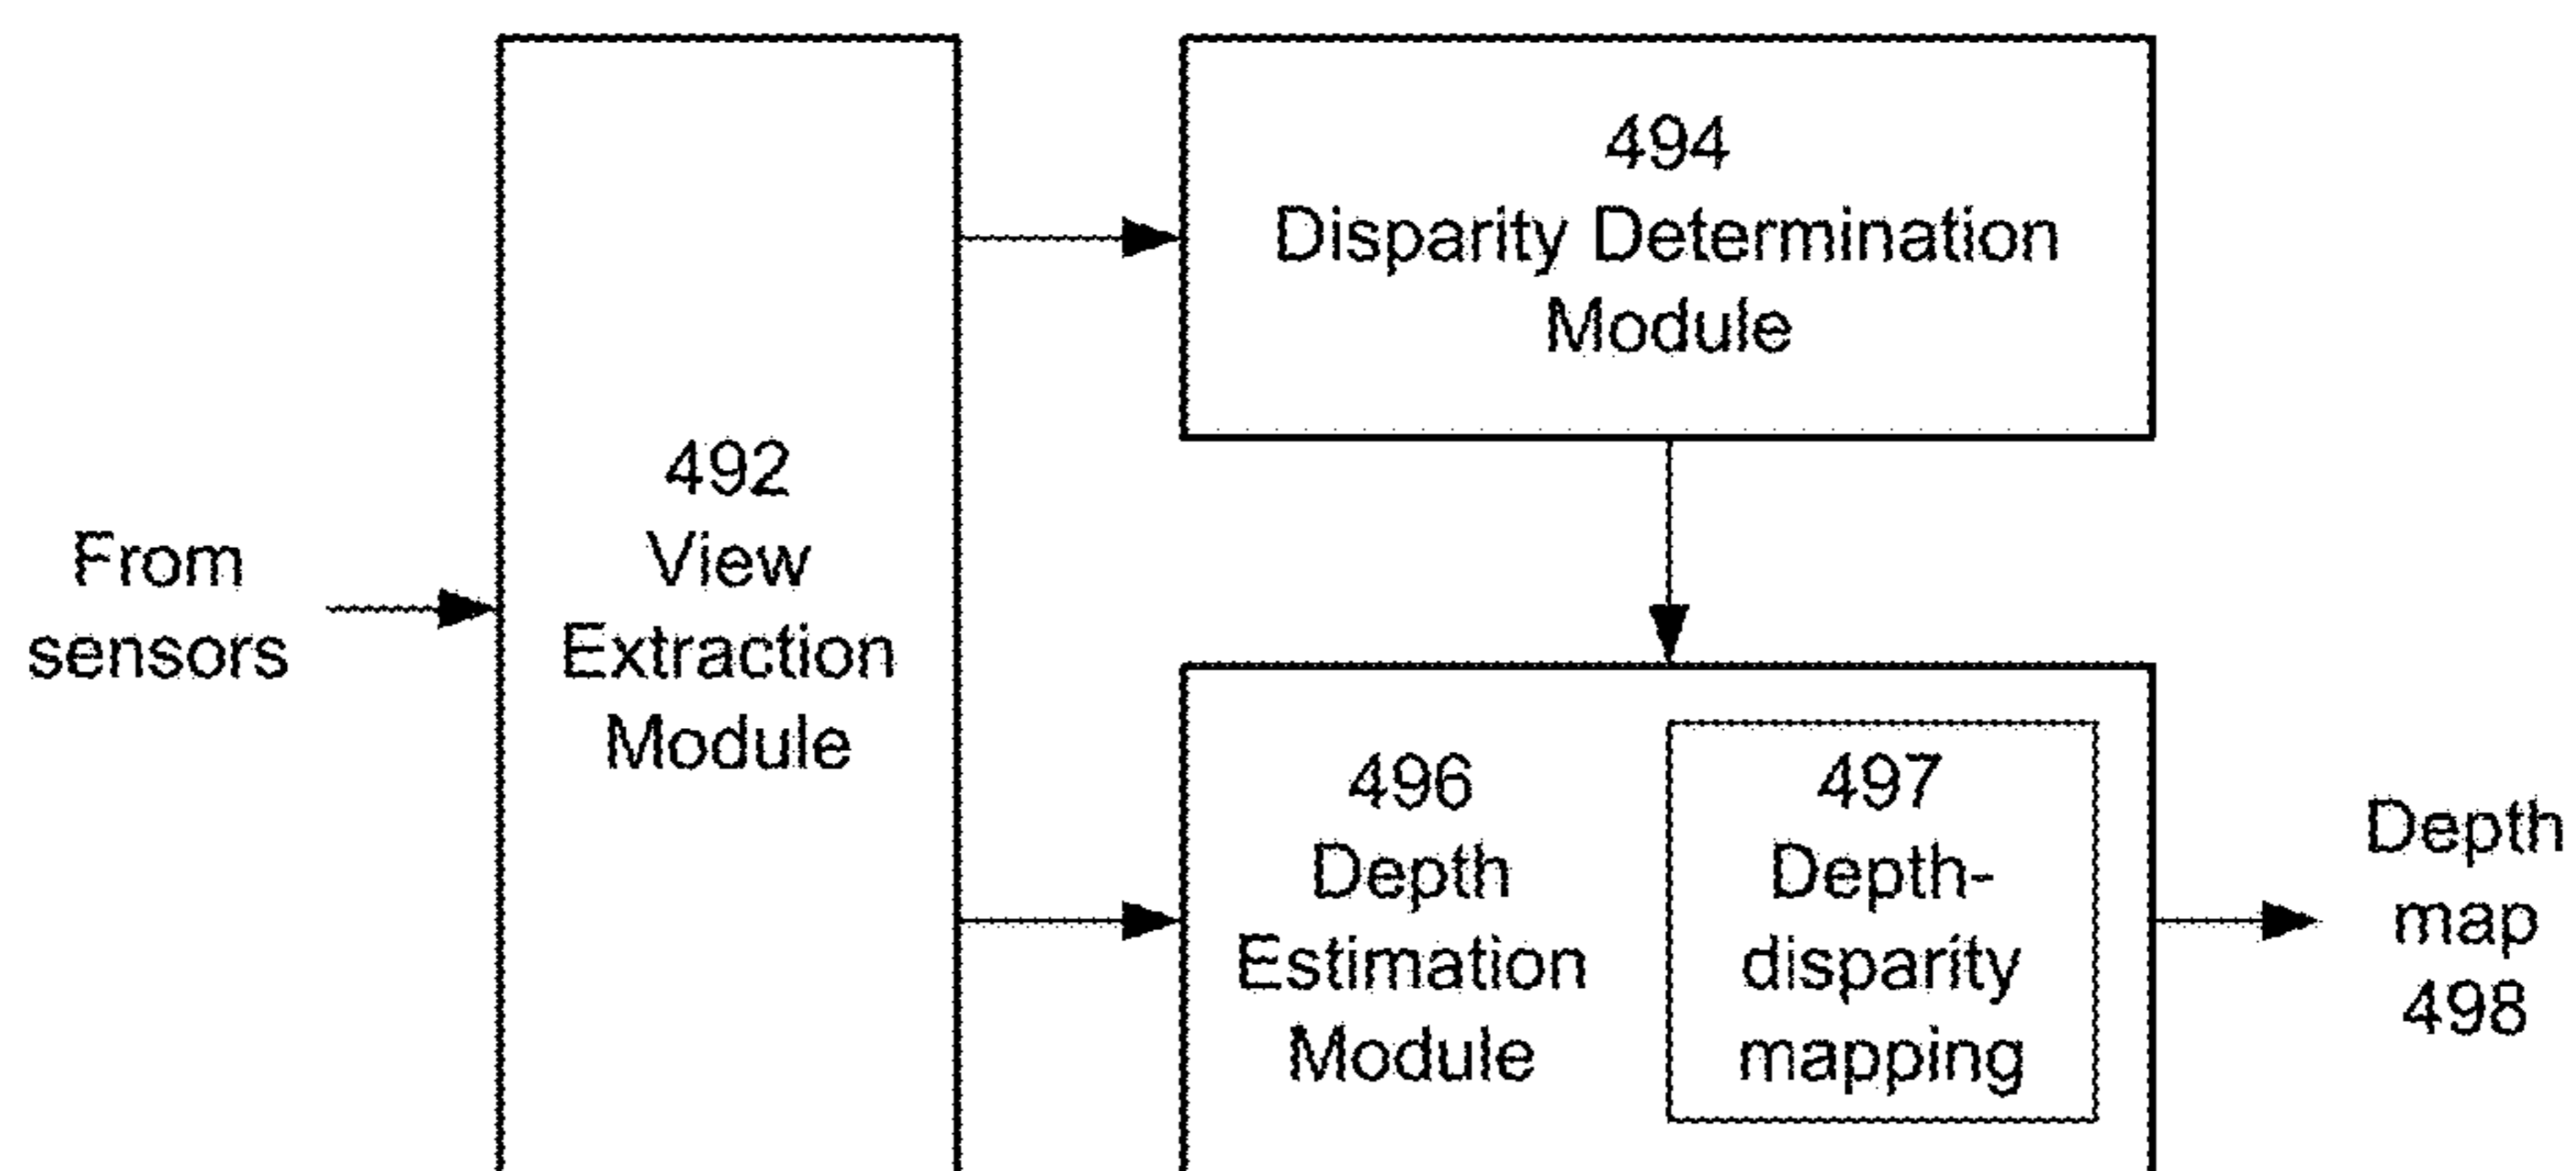 From
sensors
492
View
Extraction
Module
494
Disparity Determination
Module
496
Depth
Estimation
Module
497
Depth-
disparity
mapping
Depth
map
498